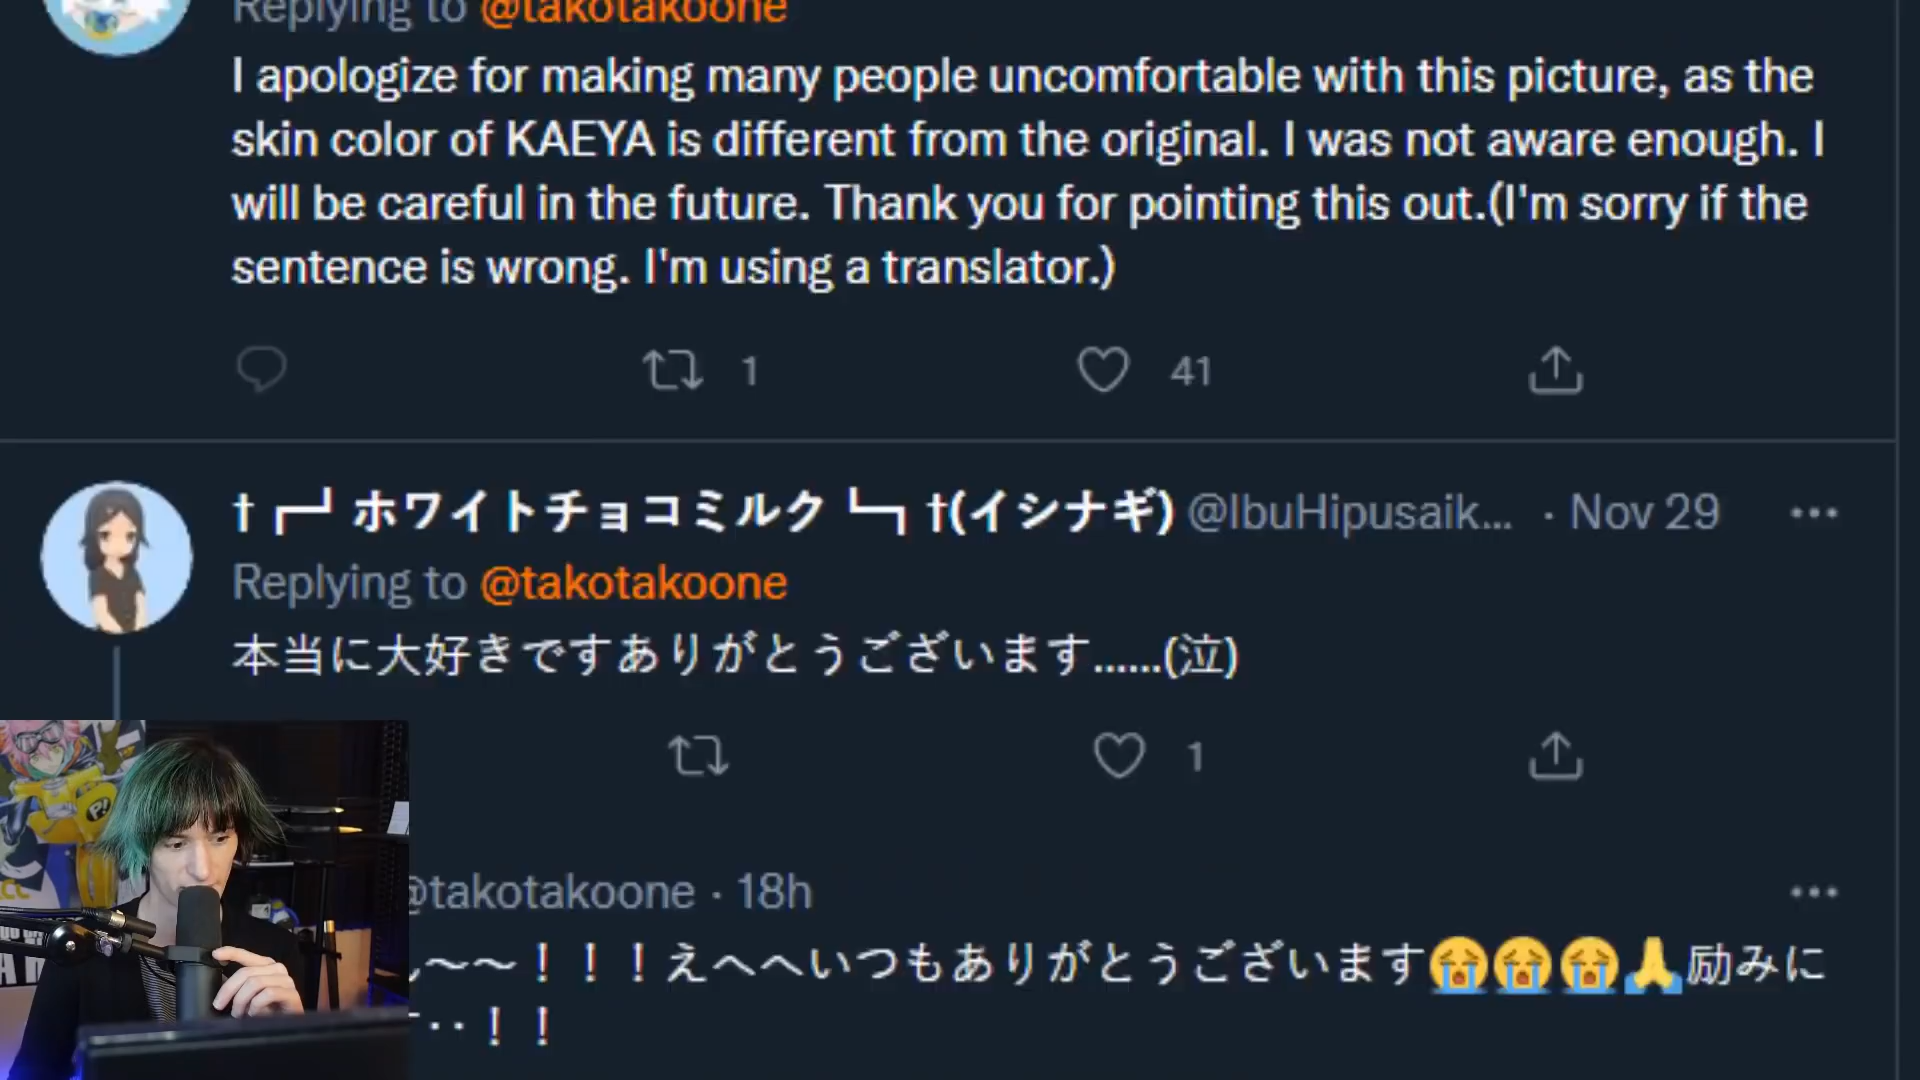 Replying to @takotakoone
I apologize for making many people uncomfortable with this picture, as the
skin color of KAEYA is different from the original. I was not aware enough. I
will be careful in the future. Thank you for pointing this out.(I'm sorry if the
sentence is wrong. I'm using a translator.)
1 41
†┌┘ホワイトチョコミルク└┐†(イシナギ) @IbuHipusaik... · Nov 29 ...
Replying to @takotakoone
本当に大好きですありがとうございます......(泣)
1
@takotakoone · 18h ...
〜〜！！！えへへいつもありがとうございます😭😭😭🙏励みに
··！！